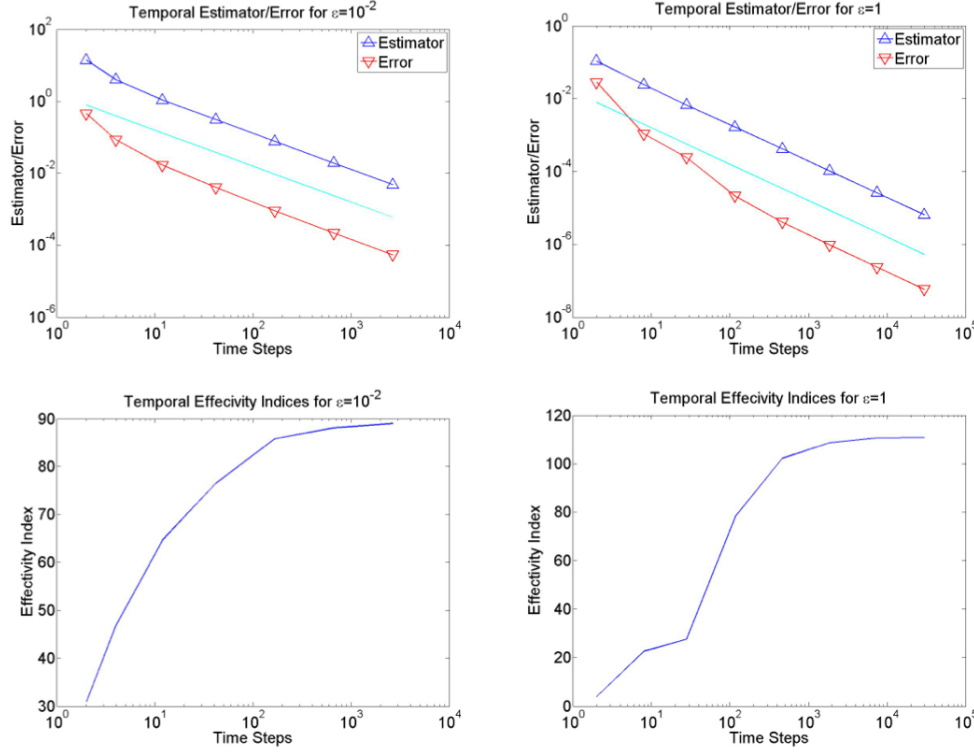 Temporal Estimator/Error for ε=10⁻²
Estimator/Error
10²
10⁰
10⁻²
10⁻⁴
10⁻⁶
Estimator
Error
10⁰ 10¹ 10² 10³ 10⁴
Time Steps
Temporal Estimator/Error for ε=1
Estimator/Error
10⁰
10⁻²
10⁻⁴
10⁻⁶
10⁻⁸
Estimator
Error
10⁰ 10¹ 10² 10³ 10⁴ 10⁵
Time Steps
Temporal Effecivity Indices for ε=10⁻²
Effectivity Index
90
80
70
60
50
40
30
10⁰ 10¹ 10² 10³ 10⁴
Time Steps
Temporal Effecivity Indices for ε=1
Effectivity Index
120
100
80
60
40
20
0
10⁰ 10¹ 10² 10³ 10⁴ 10⁵
Time Steps